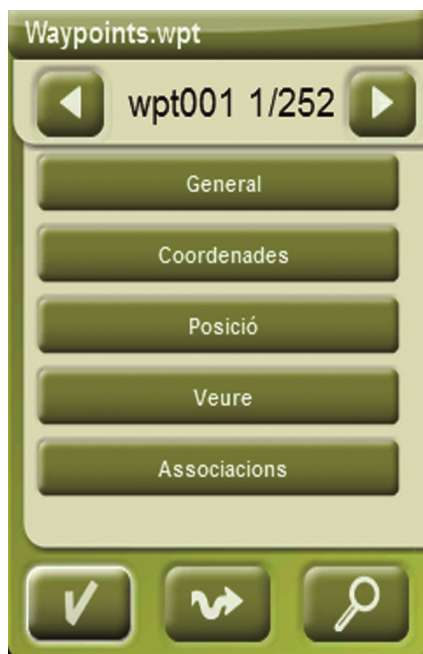 Waypoints.wpt
wpt001 1/252
General
Coordenades
Posició
Veure
Associacions